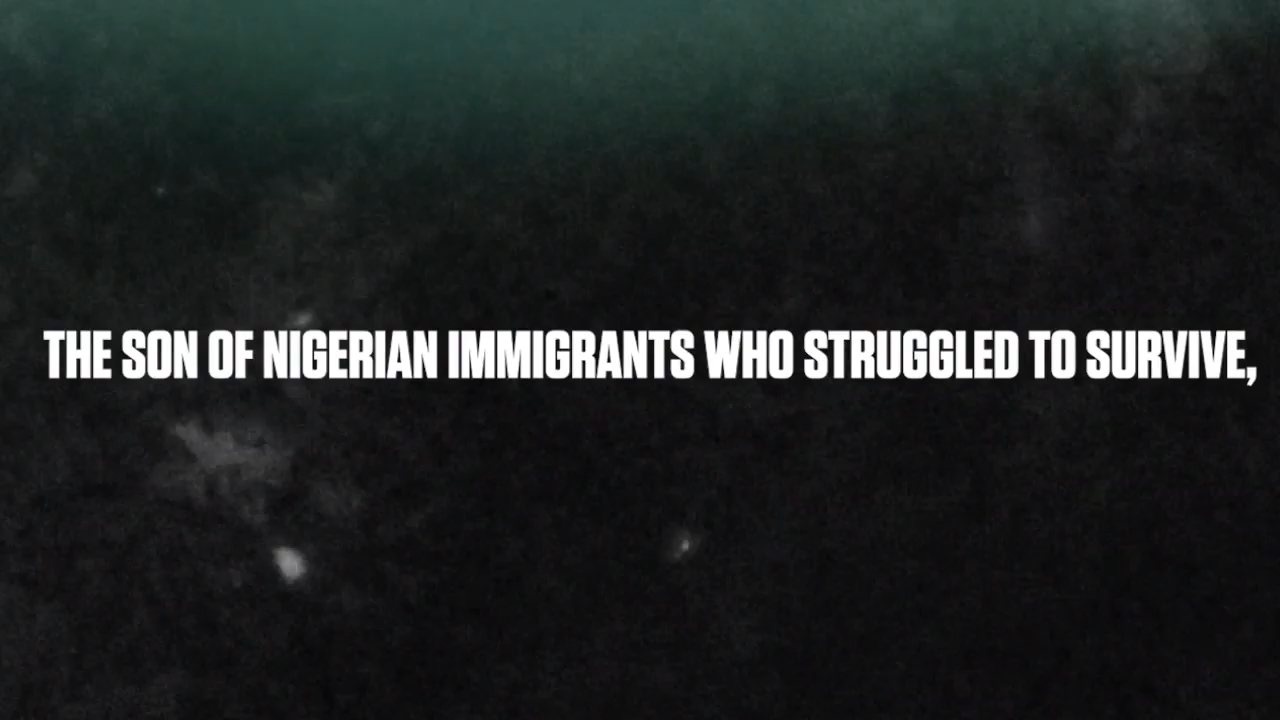 THE SON OF NIGERIAN IMMIGRANTS WHO STRUGGLED TO SURVIVE,